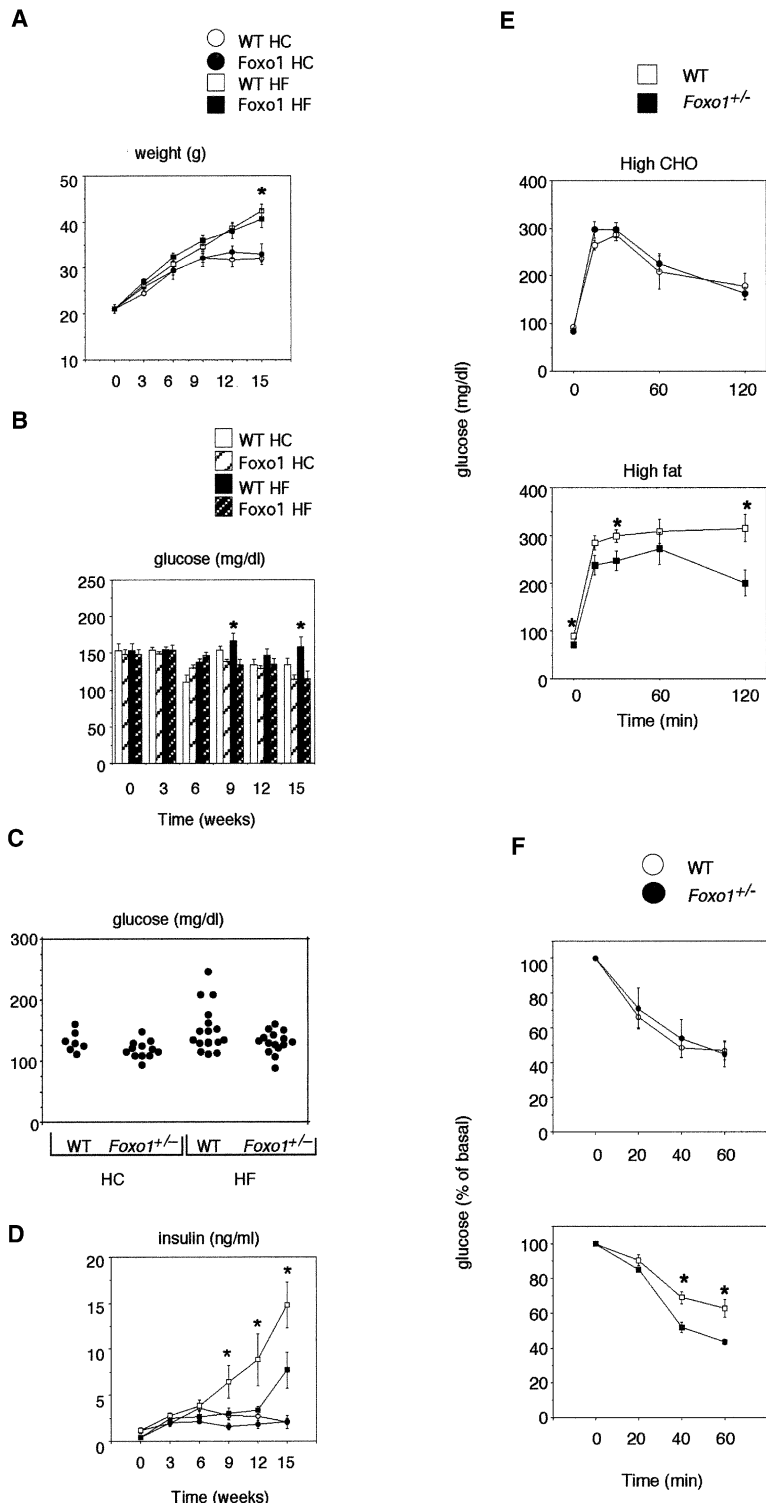 A
WT HC
Foxo1 HC
WT HF
Foxo1 HF
weight (g)
50
40
30
20
10
0 3 6 9 12 15
*
B
WT HC
Foxo1 HC
WT HF
Foxo1 HF
glucose (mg/dl)
250
200
150
100
50
0
* *
0 3 6 9 12 15
Time (weeks)
C
glucose (mg/dl)
300
200
100
0
WT Foxo1+/– WT Foxo1+/–
HC HF
D
insulin (ng/ml)
20
15
10
5
0
* * *
0 3 6 9 12 15
Time (weeks)
E
WT
Foxo1+/-
High CHO
400
300
200
100
0
0 60 120
glucose (mg/dl)
High fat
400
300
200
100
0
* * *
0 60 120
Time (min)
F
WT
Foxo1+/-
100
80
60
40
20
0
0 20 40 60
glucose (% of basal)
100
80
60
40
20
0
* *
0 20 40 60
Time (min)